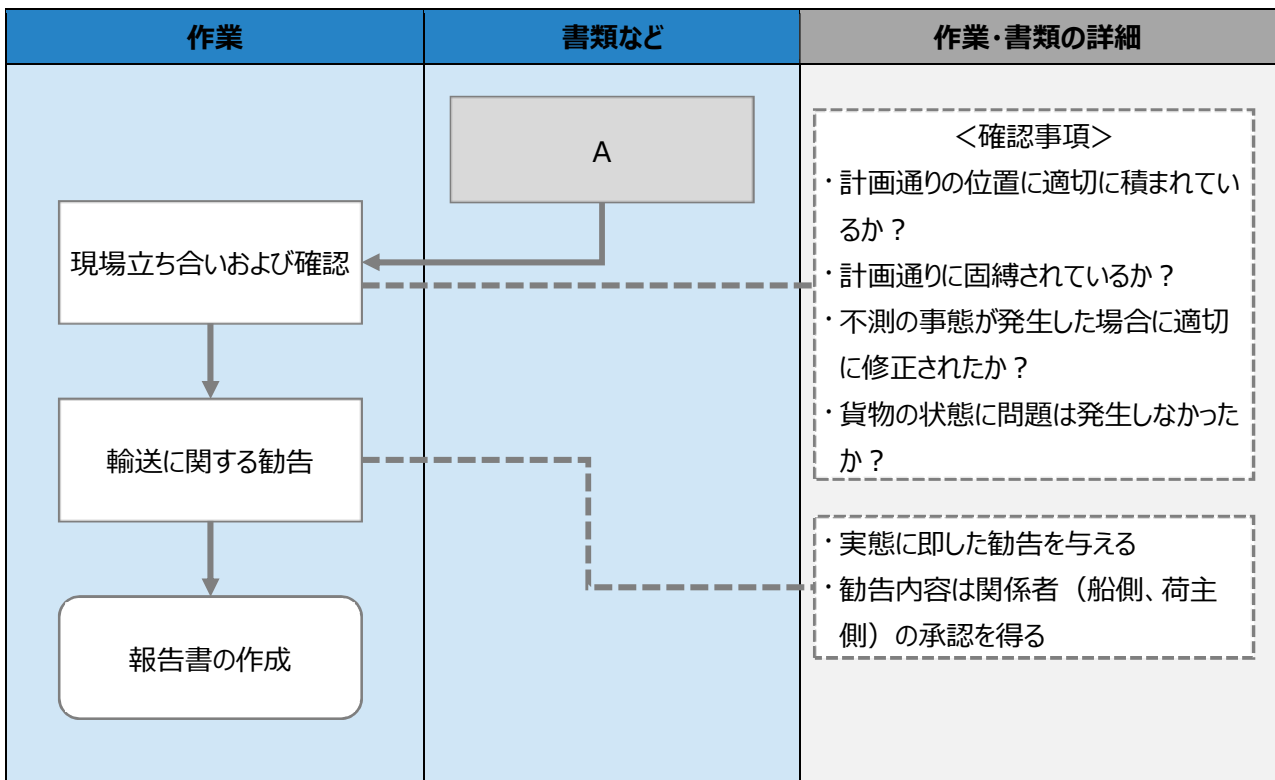 作業
書類など
作業・書類の詳細
A
現場立ち合いおよび確認
輸送に関する勧告
報告書の作成
<確認事項>
・計画通りの位置に適切に積まれてい
るか?
・計画通りに固縛されているか?
・不測の事態が発生した場合に適切
に修正されたか?
・貨物の状態に問題は発生しなかった
か?
・実態に即した勧告を与える
・勧告内容は関係者(船側、荷主
側)の承認を得る